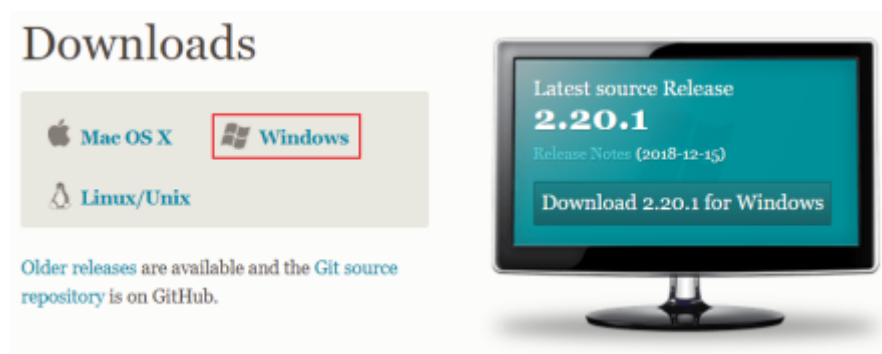 Downloads
Mac OS X
Windows
Linux/Unix
Older releases are available and the Git source
repository is on GitHub.
Latest source Release
2.20.1
Release Notes (2018-12-15)
Download 2.20.1 for Windows